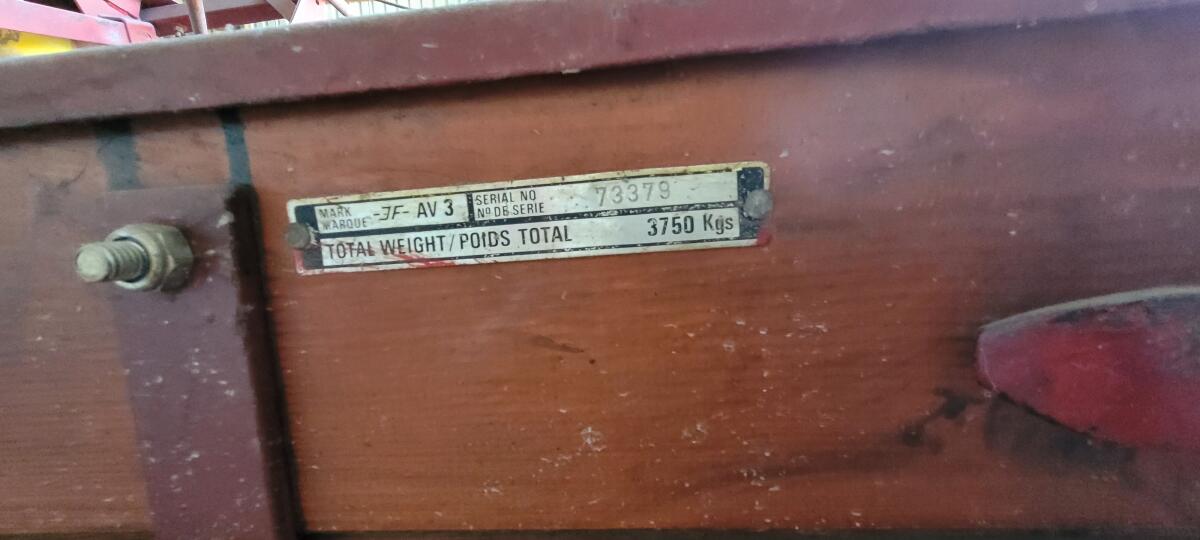 MARK
MARQUE -JF- AV 3
SERIAL NO
Nº DE SERIE 73379
TOTAL WEIGHT/POIDS TOTAL 3750 Kgs